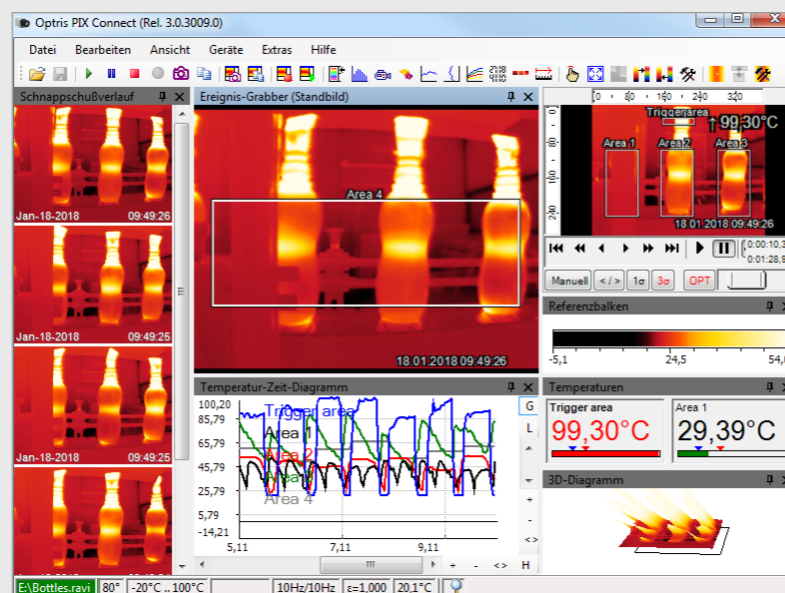 Optris PIX Connect (Rel. 3.0.3009.0)
Datei Bearbeiten Ansicht Geräte Extras Hilfe
Schnappschußverlauf
Jan-18-2018 09:49:26
Jan-18-2018 09:49:25
Jan-18-2018 09:49:25
Ereignis-Grabber (Standbild)
Area 4
18.01.2018 09:49:26
0 80 160 240 320
0
80
160
240
Triggerarea
↑99,30°C
Area 1 Area 2 Area 3
18.01.2018 09:49:26
0:00:10,3
0:01:28,9
Manuell </> 1σ 3σ OPT
Referenzbalken
-5,1 24,5 54,0
Temperatur-Zeit-Diagramm
100,20
85,79
65,79
45,79
25,79
5,79
-14,21
Trigger area
Area 1
Area 2
Area 4
5,11 7,11 9,11
G
L
+
-
<>
+ - <> H
Temperaturen
Trigger area
99,30°C
Area 1
29,39°C
3D-Diagramm
E:\Bottles.ravi 80° -20°C .. 100°C 10Hz/10Hz ε=1,000 20,1°C